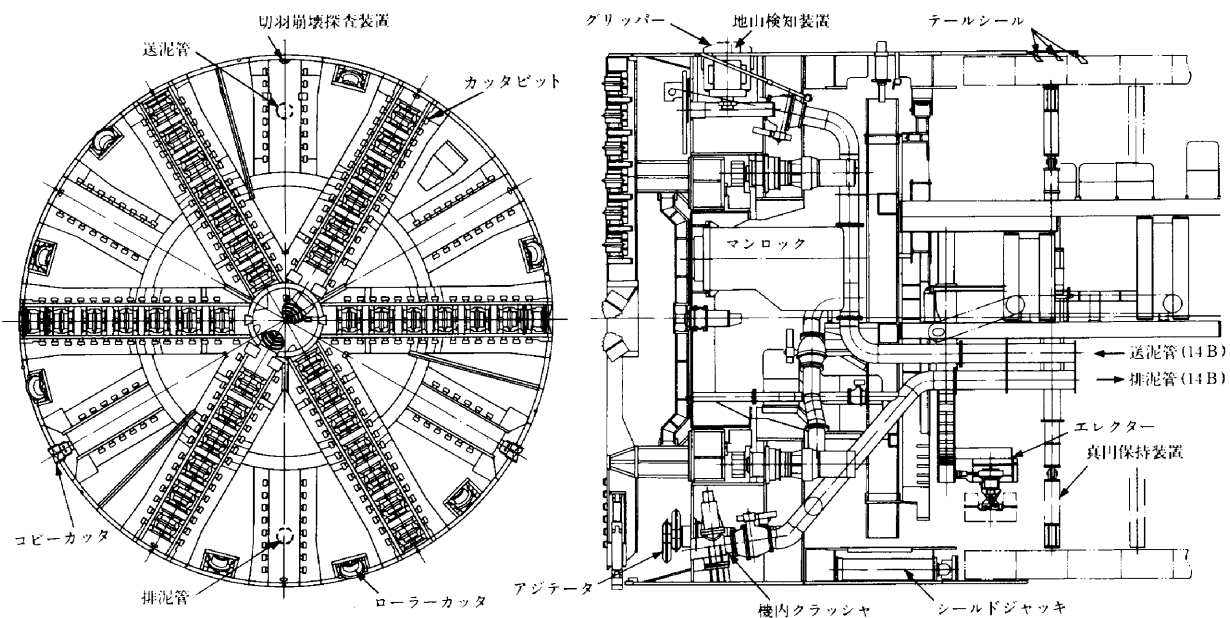 切羽崩壊探査装置
送泥管
カッタビット
コピーカッタ
排泥管
ローラーカッタ
グリッパー
地山検知装置
テールシール
マンロック
送泥管(14B)
排泥管(14B)
エレクター
真円保持装置
アジテータ
機内クラッシャ
シールドジャッキ